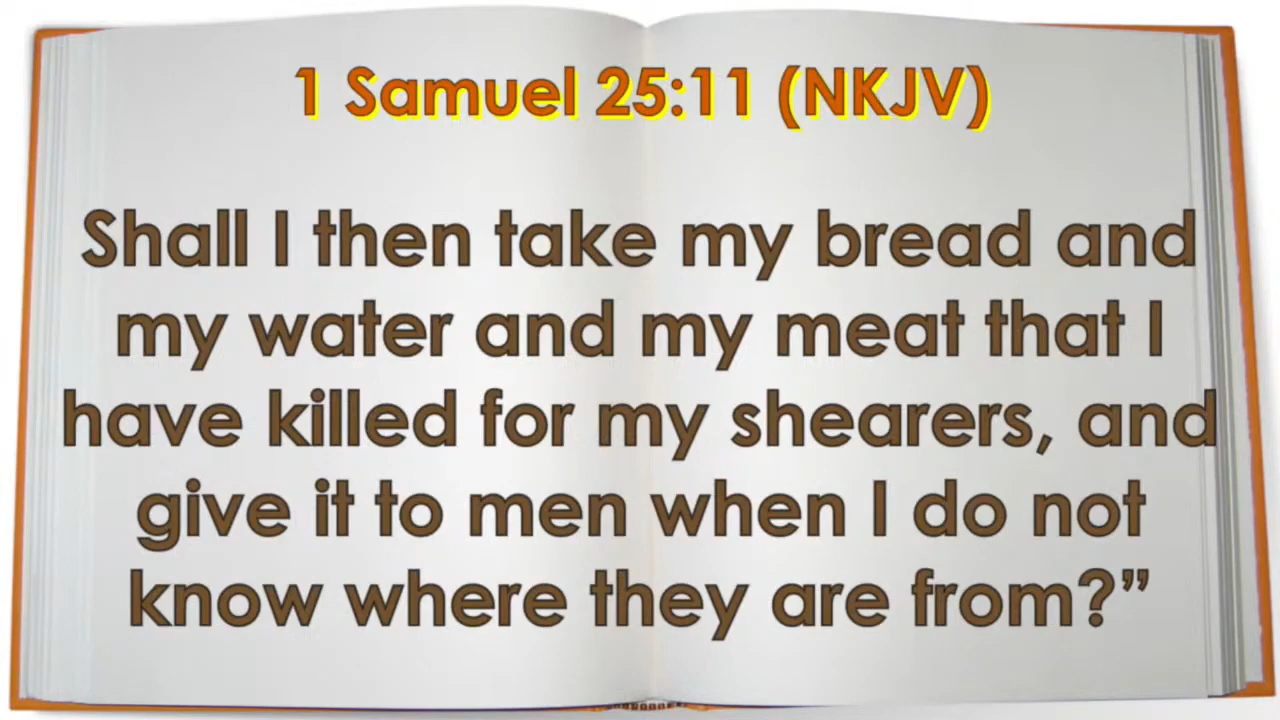 1 Samuel 25:11 (NKJV)
Shall I then take my bread and
my water and my meat that I
have killed for my shearers, and
give it to men when I do not
know where they are from?”